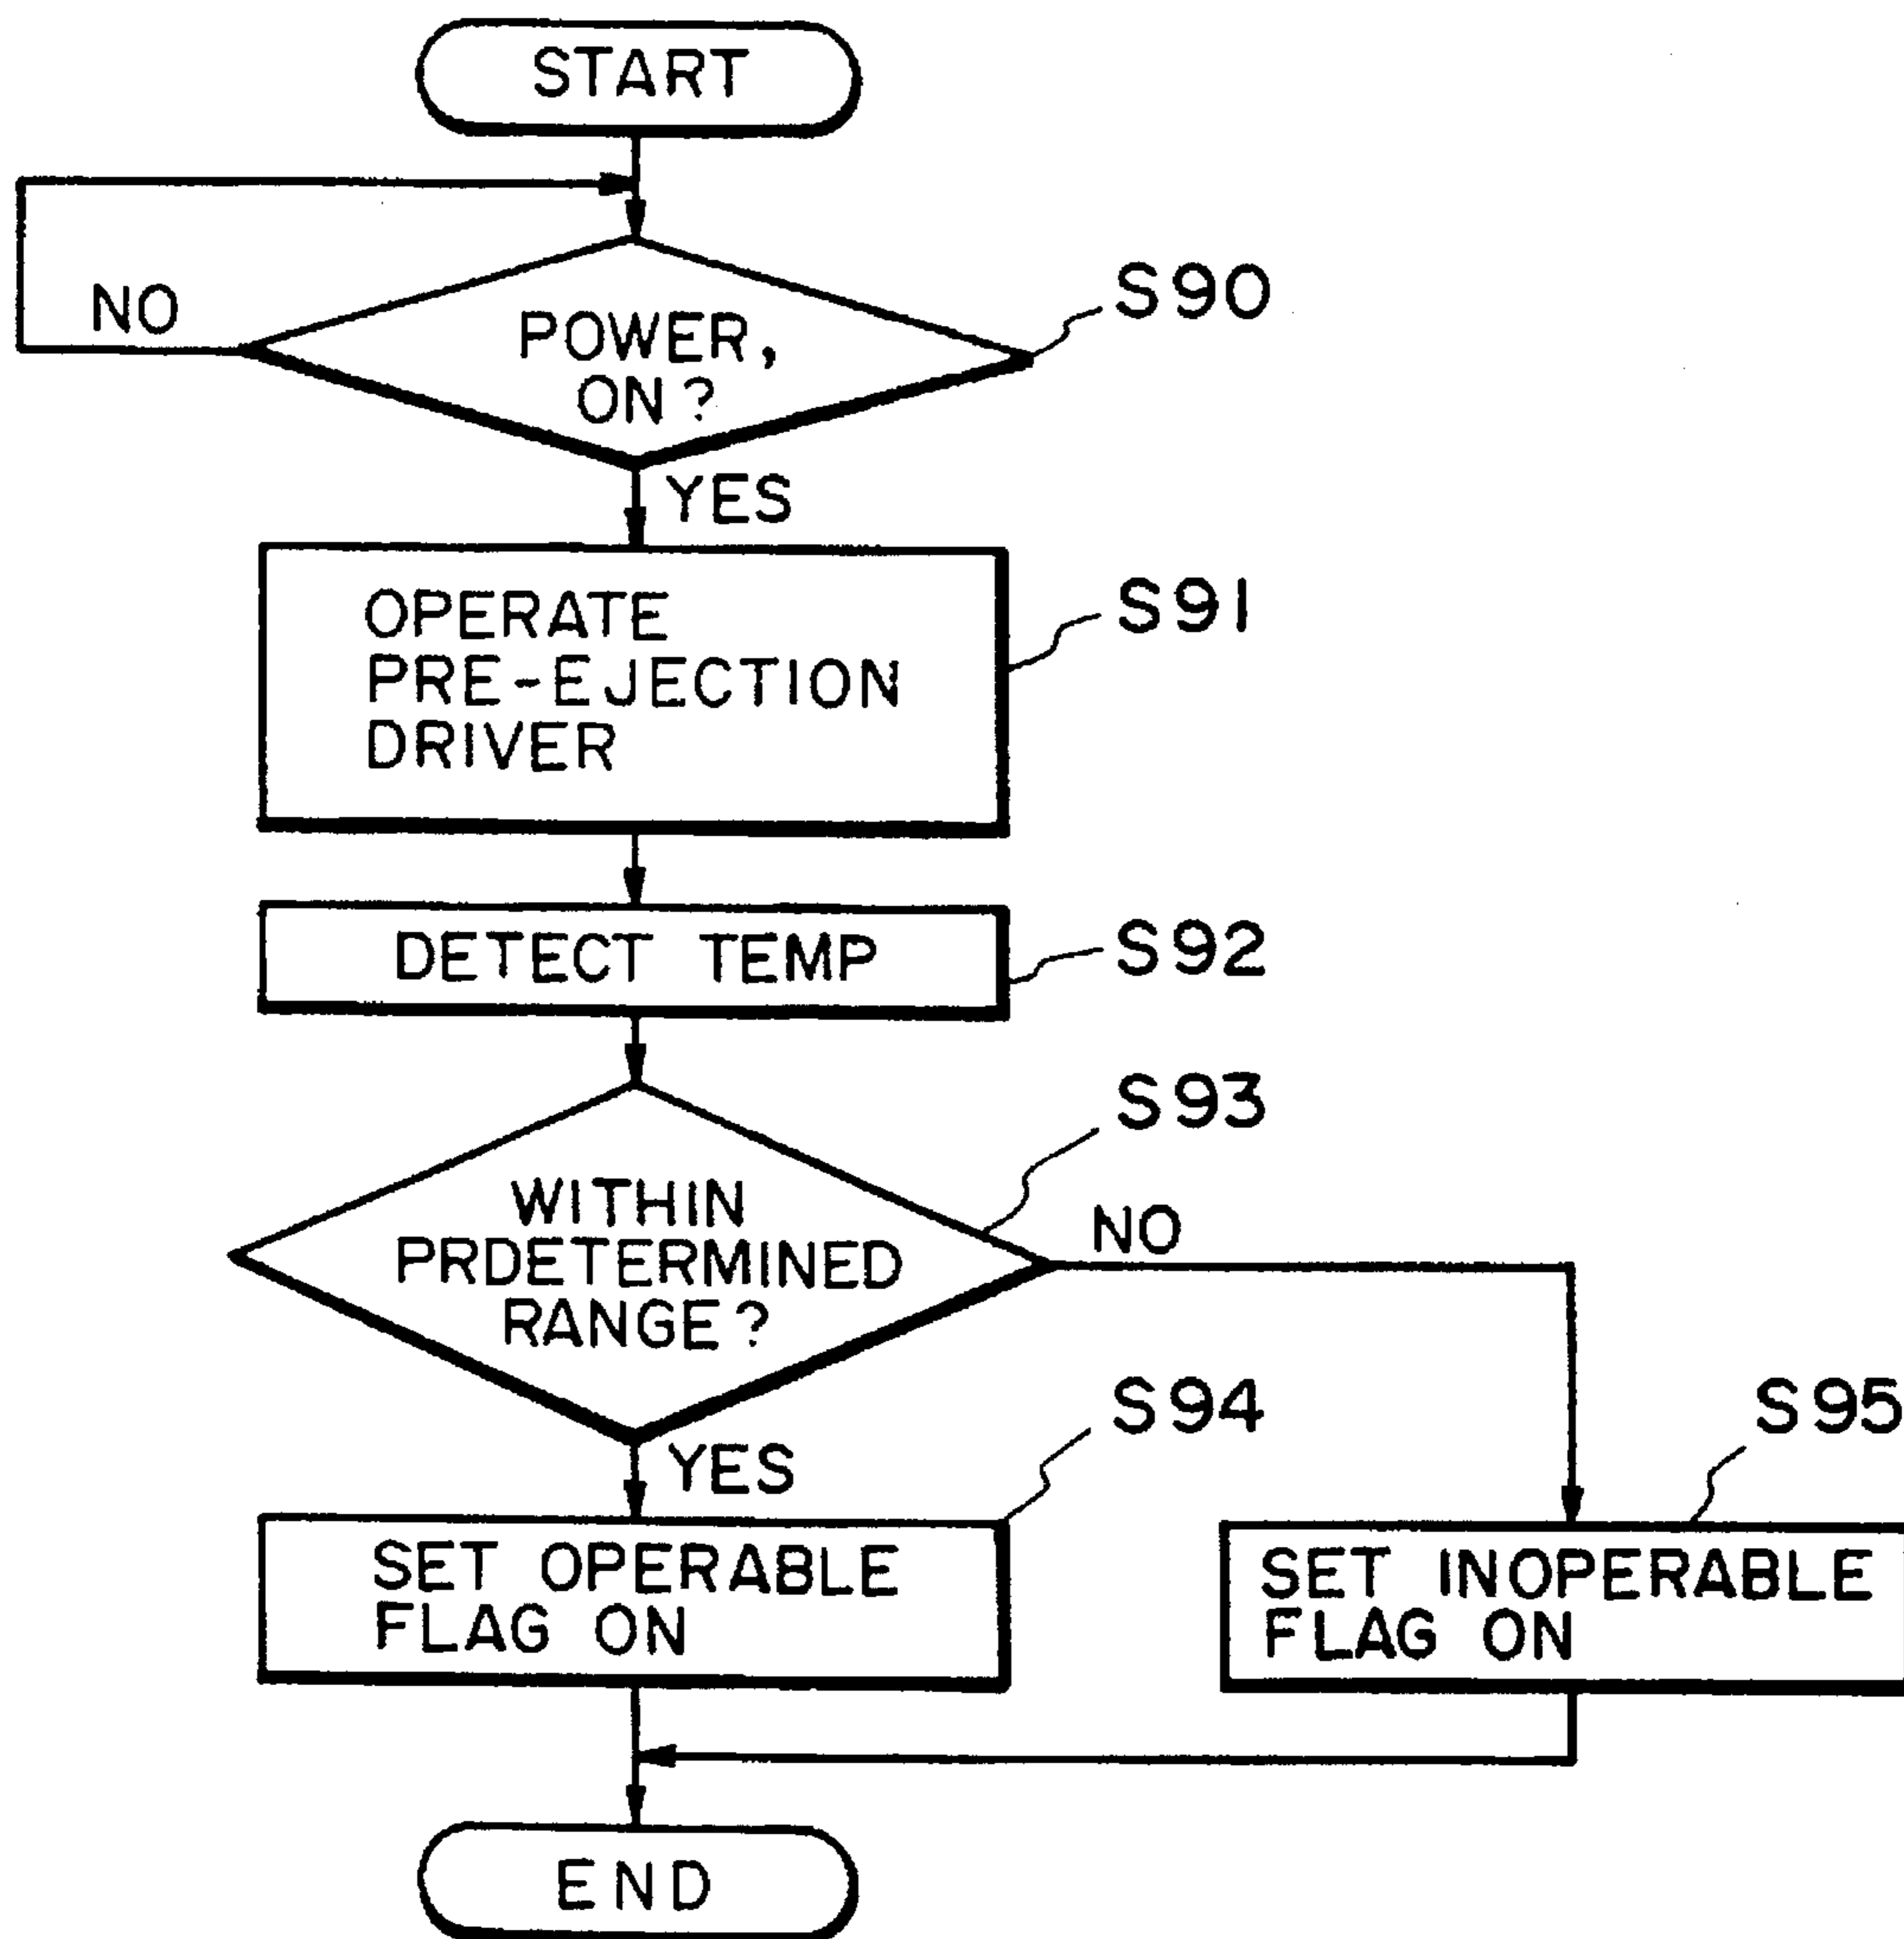 START
NO
S90
POWER,
ON?
YES
OPERATE
PRE-EJECTION
DRIVER
S91
DETECT TEMP
S92
S93
WITHIN
PRDETERMINED
RANGE?
NO
YES
S94
S95
SET OPERABLE
FLAG ON
SET INOPERABLE
FLAG ON
END